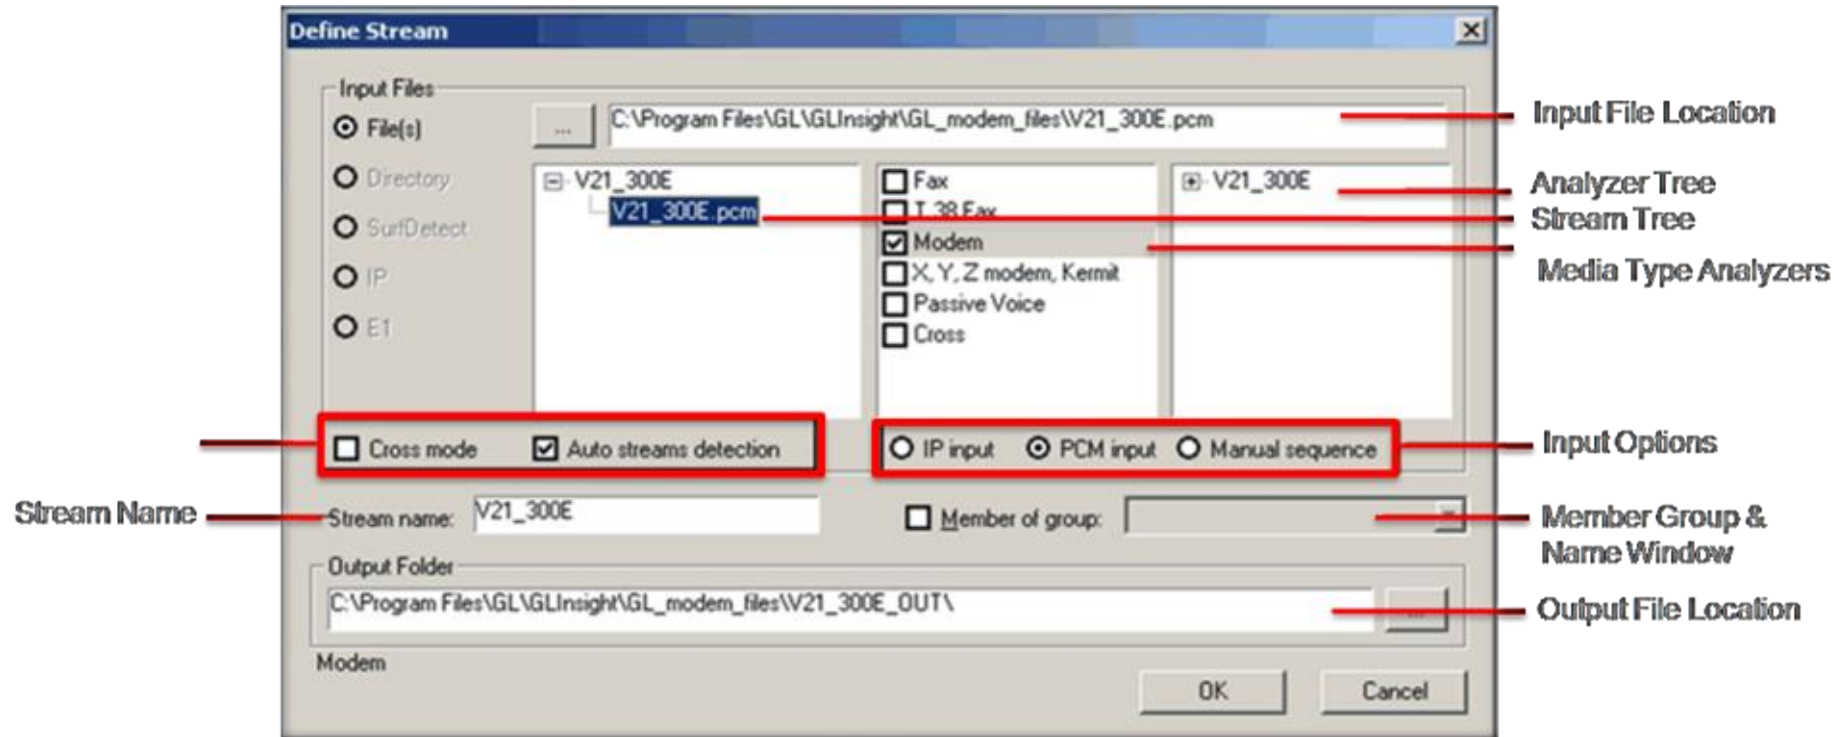 Define Stream
Input Files
File(s)
...
C:\Program Files\GL\GLInsight\GL_modem_files\V21_300E.pcm
Input File Location
Directory
SurfDetect
IP
E1
V21_300E
V21_300E.pcm
Fax
T.38 Fax
Modem
X, Y, Z modem, Kermit
Passive Voice
Cross
V21_300E
Analyzer Tree
Stream Tree
Media Type Analyzers
Cross mode
Auto streams detection
IP input
PCM input
Manual sequence
Input Options
Stream Name
Stream name:
V21_300E
Member of group:
Member Group &
Name Window
Output Folder
C:\Program Files\GL\GLInsight\GL_modem_files\V21_300E_OUT\
...
Output File Location
Modem
OK
Cancel